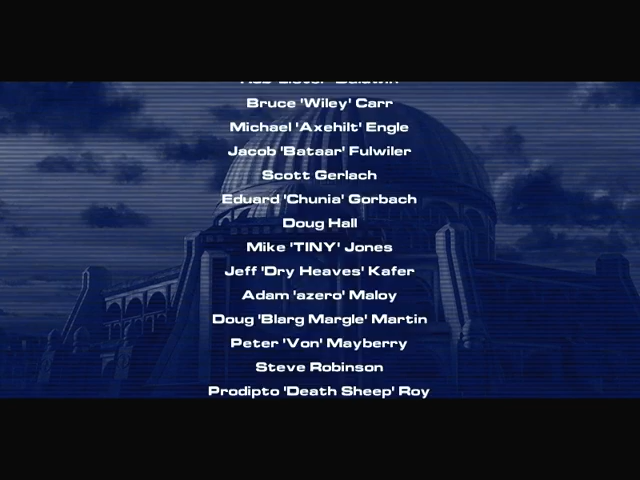 Bruce 'Wiley' Carr
Michael 'Axehilt' Engle
Jacob 'Bataar' Fulwiler
Scott Gerlach
Eduard 'Chunia' Gorbach
Doug Hall
Mike 'TINY' Jones
Jeff 'Dry Heaves' Kafer
Adam 'azero' Maloy
Doug 'Blarg Margle' Martin
Peter 'Von' Mayberry
Steve Robinson
Prodipto 'Death Sheep' Roy